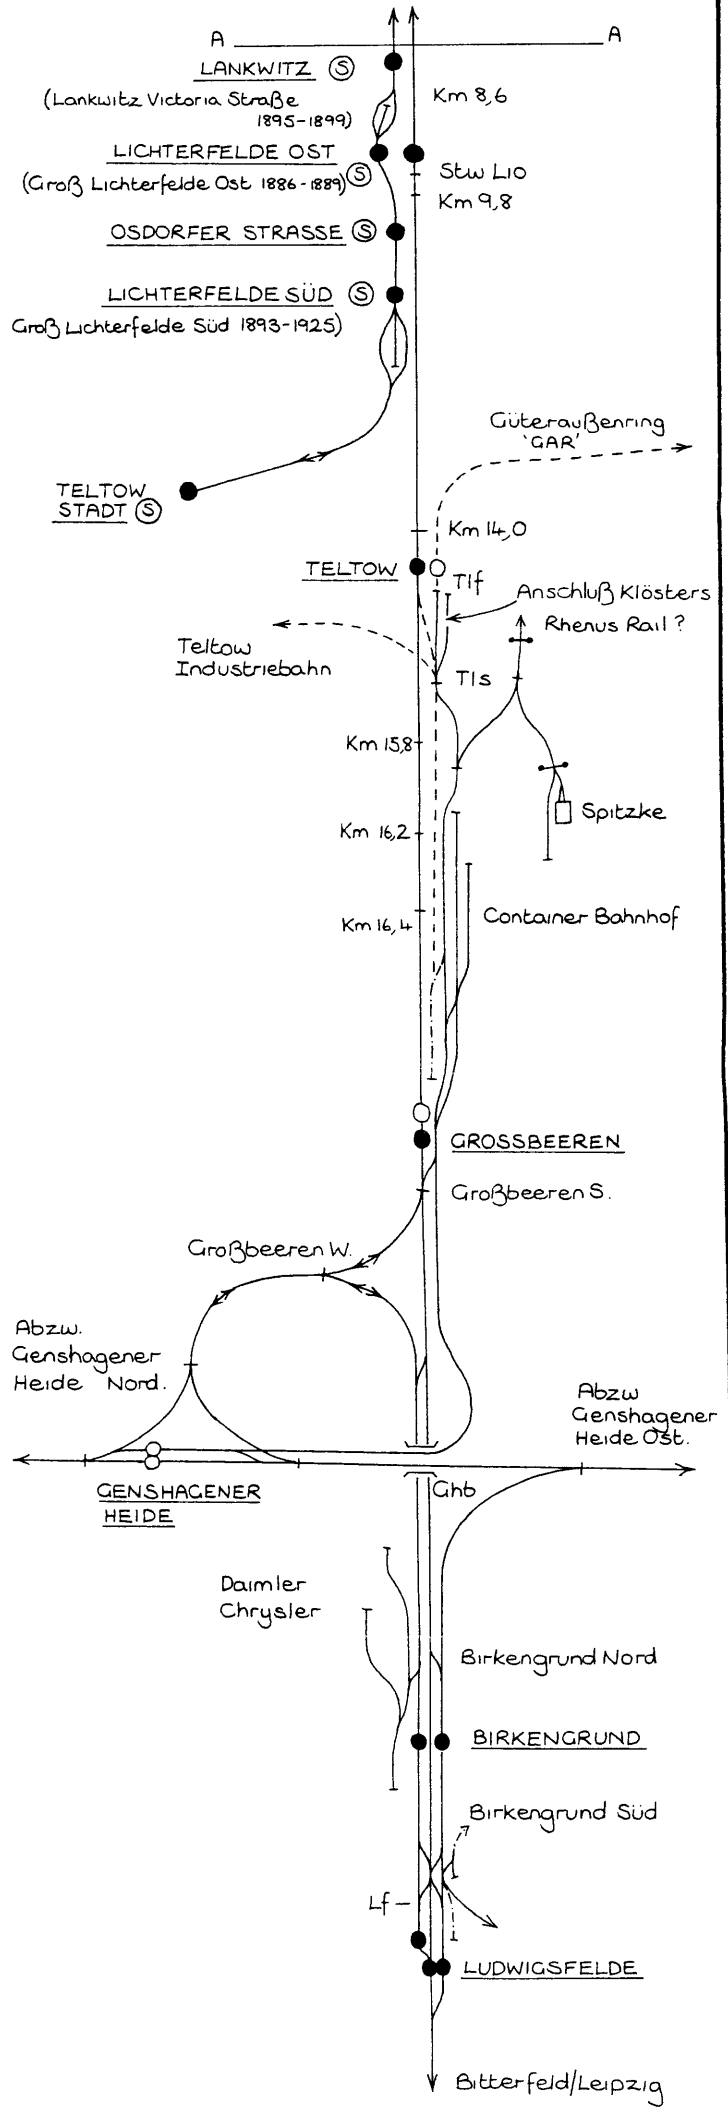 A A
LANKWITZ Ⓢ
(Lankwitz Victoria Straße
1895-1899)
Km 8,6
LICHTERFELDE OST
(Groß Lichterfelde Ost 1886-1889) Ⓢ
Stw L10
Km 9,8
OSDORFER STRASSE Ⓢ
LICHTERFELDE SÜD Ⓢ
Groß Lichterfelde Süd 1893-1925)
Güteraußenring
'GAR'
TELTOW
STADT Ⓢ
Km 14,0
TELTOW
Tlf
Anschluß Klösters
Rhenus Rail ?
Teltow
Industriebahn
Tls
Km 15,8
Spitzke
Km 16,2
Container Bahnhof
Km 16,4
GROSSBEEREN
Großbeeren S.
Großbeeren W.
Abzw.
Genshagener
Heide Nord.
Abzw
Genshagener
Heide Ost.
GENSHAGENER
HEIDE
Ghb
Daimler
Chrysler
Birkengrund Nord
BIRKENGRUND
Birkengrund Süd
Lf
LUDWIGSFELDE
Bitterfeld/Leipzig